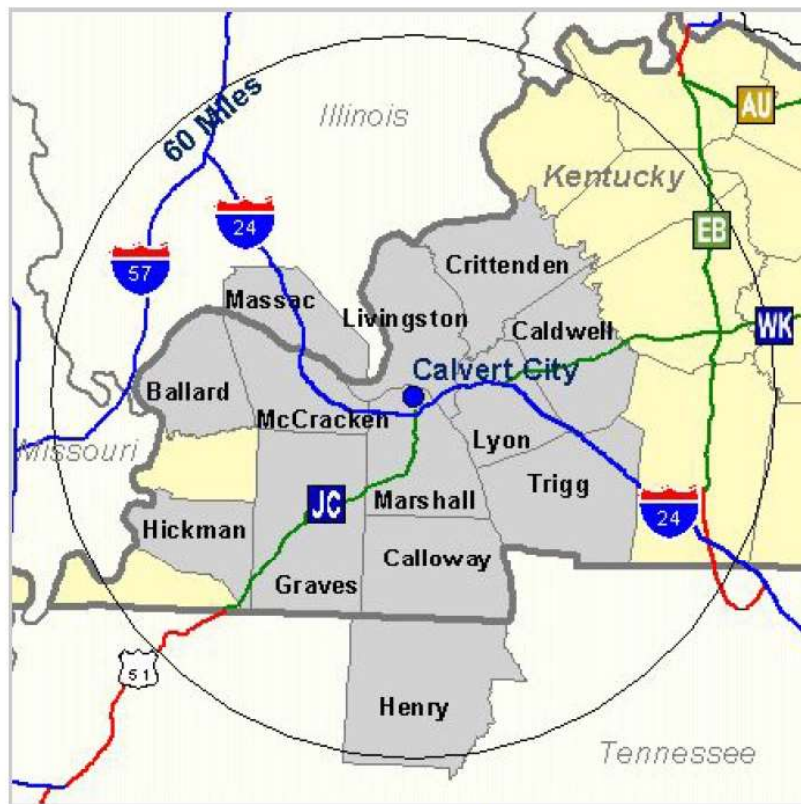 60 Miles
Illinois
AU
Kentucky
24
EB
57
Crittenden
Massac
Livingston
Caldwell
WK
Calvert City
Ballard
McCracken
Lyon
Missouri
Trigg
JC
Marshall
24
Hickman
Calloway
Graves
51
Henry
Tennessee